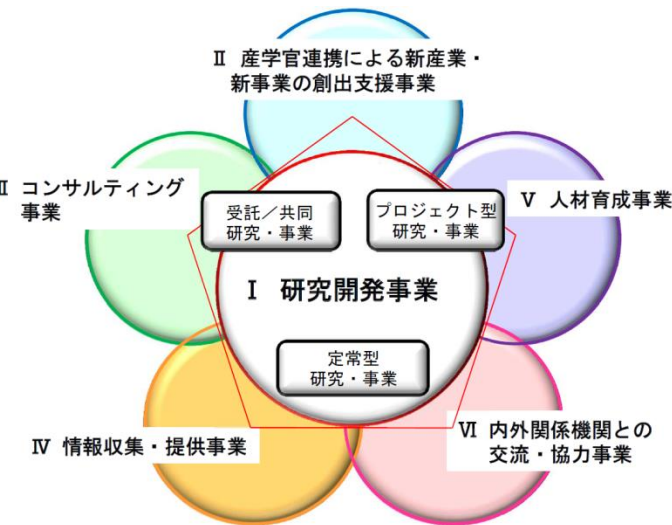 Ⅱ 産学官連携による新産業・
新事業の創出支援事業
コンサルティング
事業
Ⅴ 人材育成事業
受託／共同
研究・事業
プロジェクト型
研究・事業
Ⅰ 研究開発事業
定常型
研究・事業
Ⅳ 情報収集・提供事業
Ⅵ 内外関係機関との
交流・協力事業